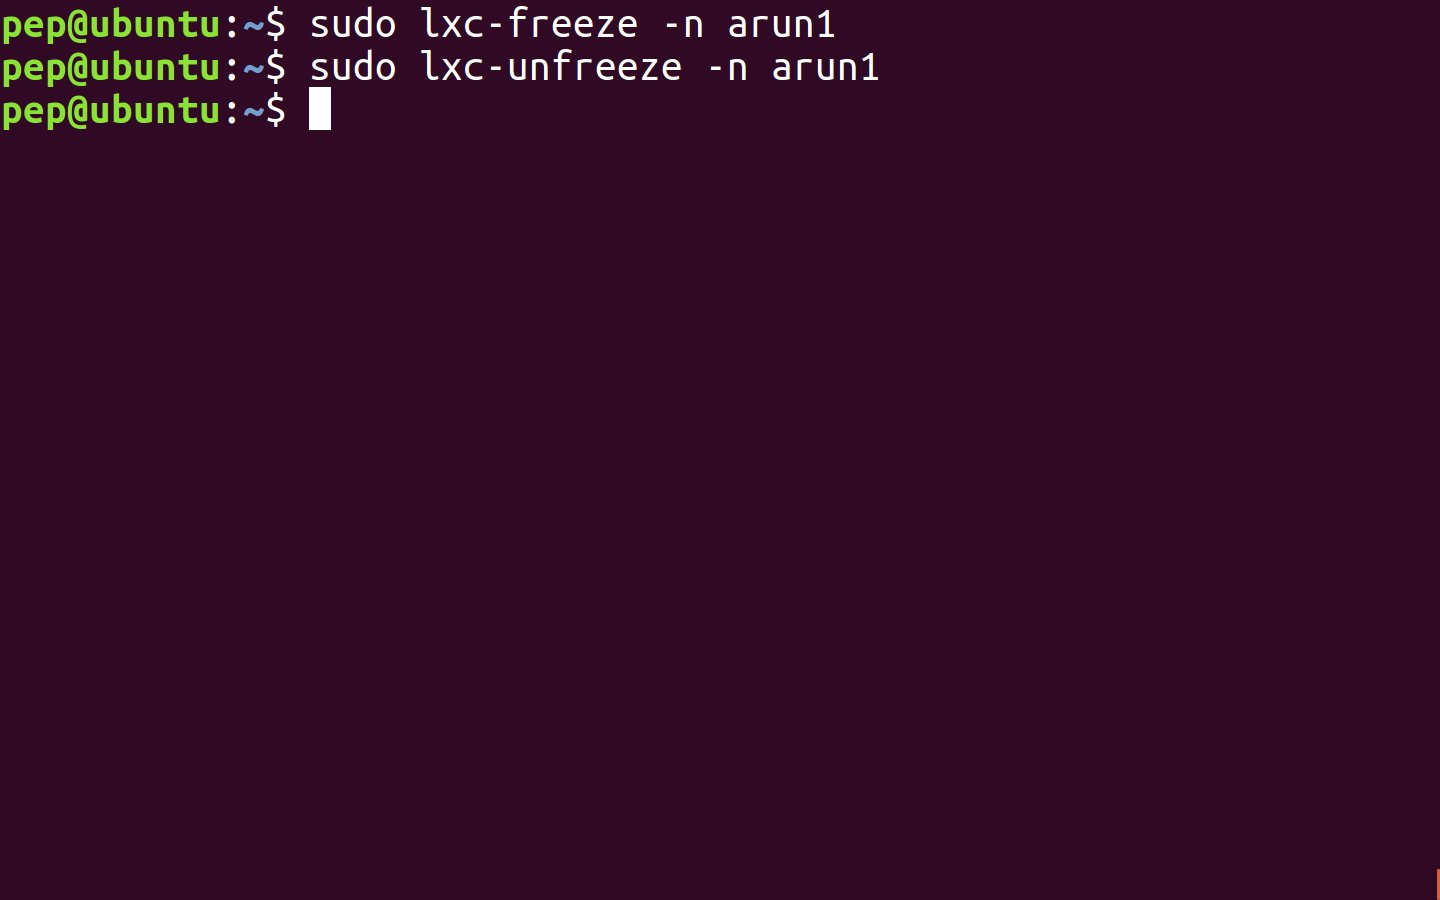 pep@ubuntu:~$ sudo lxc-freeze -n arun1
pep@ubuntu:~$ sudo lxc-unfreeze -n arun1
pep@ubuntu:~$